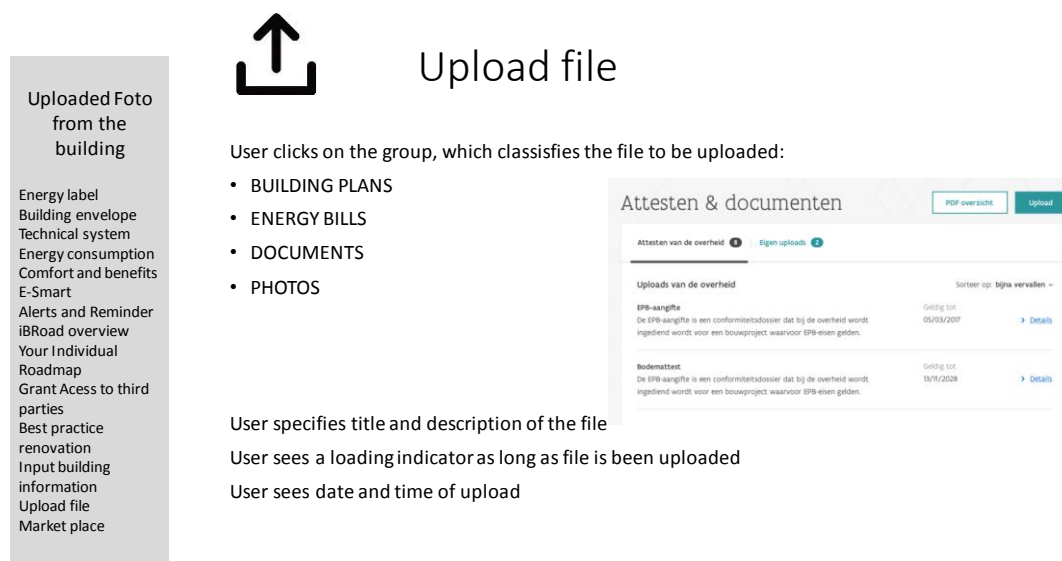 Upload file
Uploaded Foto
from the
building
Energy label
Building envelope
Technical system
Energy consumption
Comfort and benefits
E-Smart
Alerts and Reminder
iBRoad overview
Your Individual
Roadmap
Grant Acess to third
parties
Best practice
renovation
Input building
information
Upload file
Market place
User clicks on the group, which classisfies the file to be uploaded:
• BUILDING PLANS
• ENERGY BILLS
• DOCUMENTS
• PHOTOS
Attesten & documenten
PDF overzicht
Upload
Attesten van de overheid 8
Eigen uploads 2
Uploads van de overheid
Sorteer op: bijna vervallen
EPB-aangifte
Geldig tot
De EPB-aangifte is een conformiteitsdossier dat bij de overheid wordt
05/03/2017
> Details
ingediend wordt voor een bouwproject waarvoor EPB-eisen gelden.
Bodemattest
Geldig tot
De EPB-aangifte is een conformiteitsdossier dat bij de overheid wordt
13/11/2028
> Details
ingediend wordt voor een bouwproject waarvoor EPB-eisen gelden.
User specifies title and description of the file
User sees a loading indicator as long as file is been uploaded
User sees date and time of upload